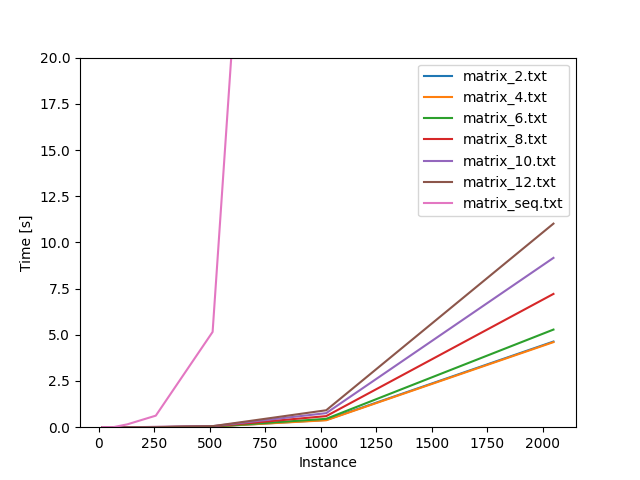 20.0
17.5
15.0
12.5
10.0
7.5
5.0
2.5
0.0
Time [s]
0 250 500 750 1000 1250 1500 1750 2000
Instance
matrix_2.txt
matrix_4.txt
matrix_6.txt
matrix_8.txt
matrix_10.txt
matrix_12.txt
matrix_seq.txt